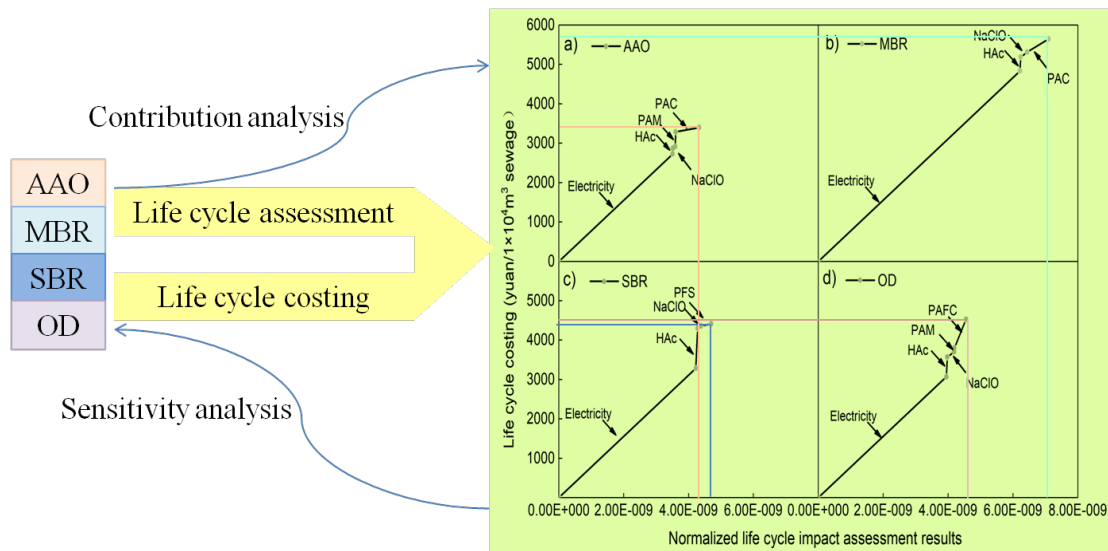 Contribution analysis
AAO
MBR
SBR
OD
Life cycle assessment
Life cycle costing
Sensitivity analysis
Life cycle costing (yuan/1×10⁴m³ sewage)
6000
5000
4000
3000
2000
1000
0
a) AAO
PAC
PAM
HAc
NaClO
Electricity
b) MBR
NaClO
HAc
PAC
Electricity
5000
4000
3000
2000
1000
0
c) SBR
PFS
NaClO
HAc
Electricity
d) OD
PAFC
PAM
HAc
NaClO
Electricity
0.00E+000 2.00E-009 4.00E-009 6.00E-009 0.00E+000 2.00E-009 4.00E-009 6.00E-009 8.00E-009
Normalized life cycle impact assessment results